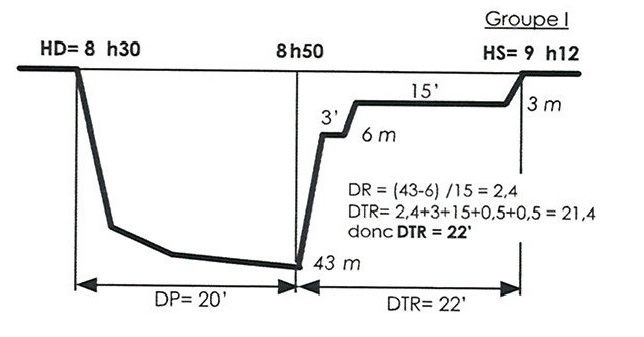 Groupe I
HD= 8 h30
8h50
HS= 9 h12
15'
3'
3 m
6 m
DR = (43-6) /15 = 2,4
DTR= 2,4+3+15+0,5+0,5 = 21,4
donc DTR = 22'
43 m
DP= 20'
DTR= 22'